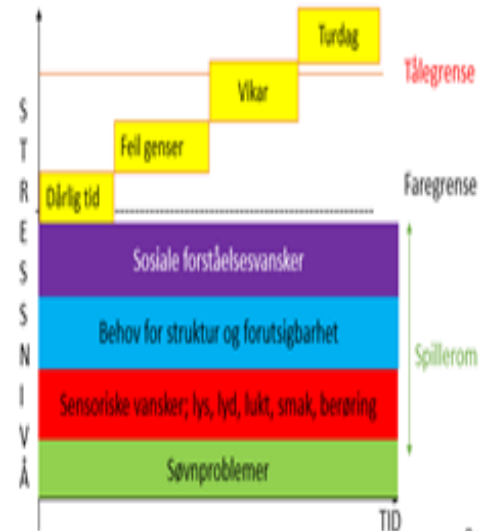 Turdag
Tålegrense
Vikar
Feil genser
Dårlig tid
Faregrense
STRESSNIVÅ
Sosiale forståelsesvansker
Behov for struktur og forutsigbarhet
Spillerom
Sensoriske vansker; lys, lyd, lukt, smak, berøring
Søvnproblemer
TID